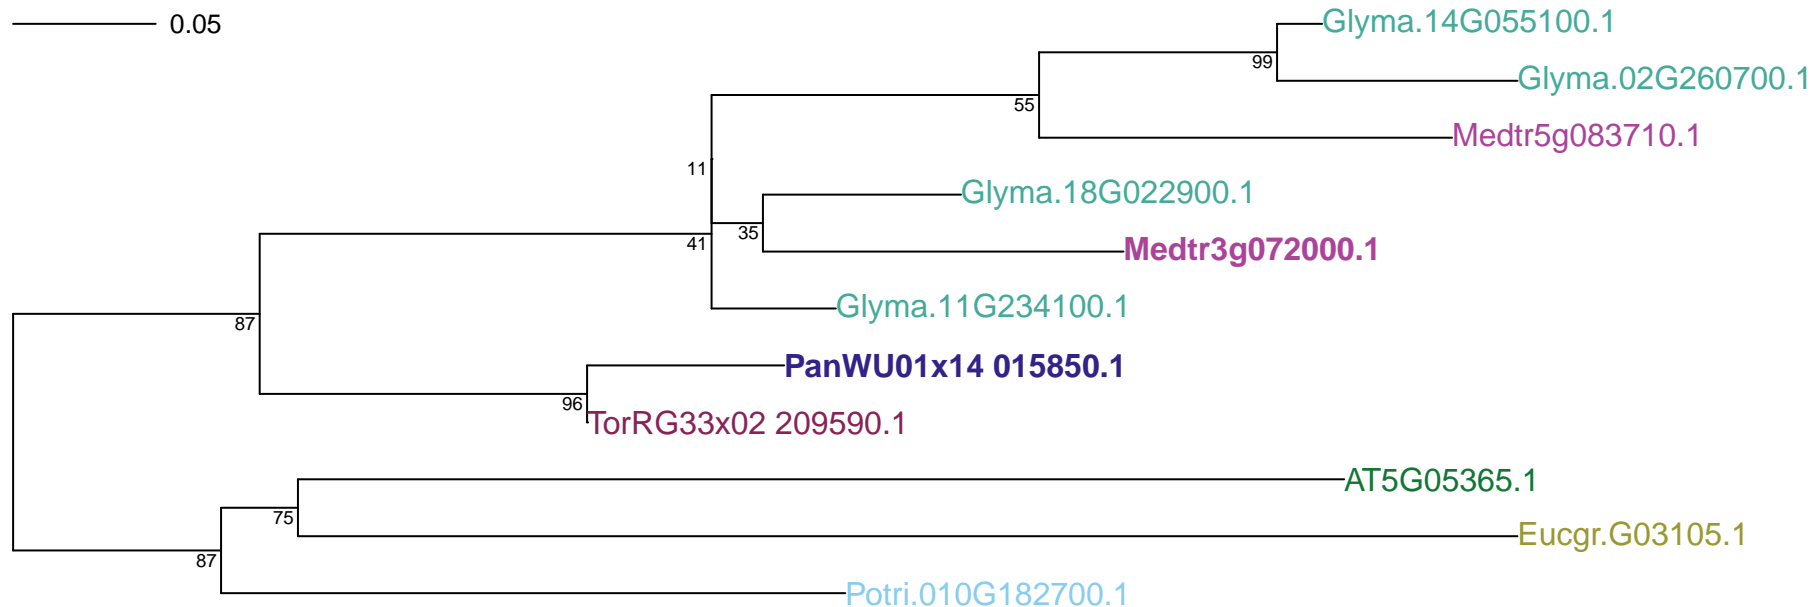 0.05
Glyma.14G055100.1
99
Glyma.02G260700.1
55
Medtr5g083710.1
11
Glyma.18G022900.1
35
41
Medtr3g072000.1
Glyma.11G234100.1
87
PanWU01x14 015850.1
96
TorRG33x02 209590.1
AT5G05365.1
75
Eucgr.G03105.1
87
Potri.010G182700.1